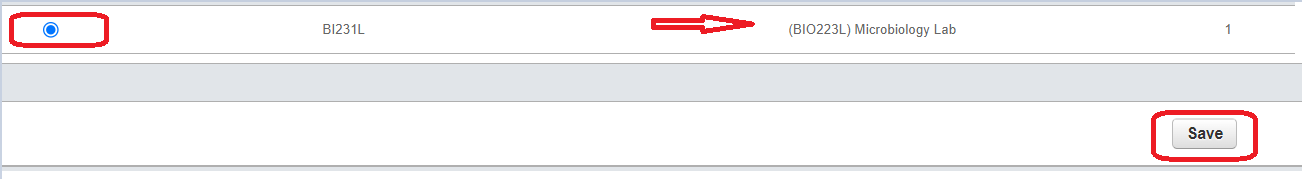 BI231L (BIO223L) Microbiology Lab 1
Save